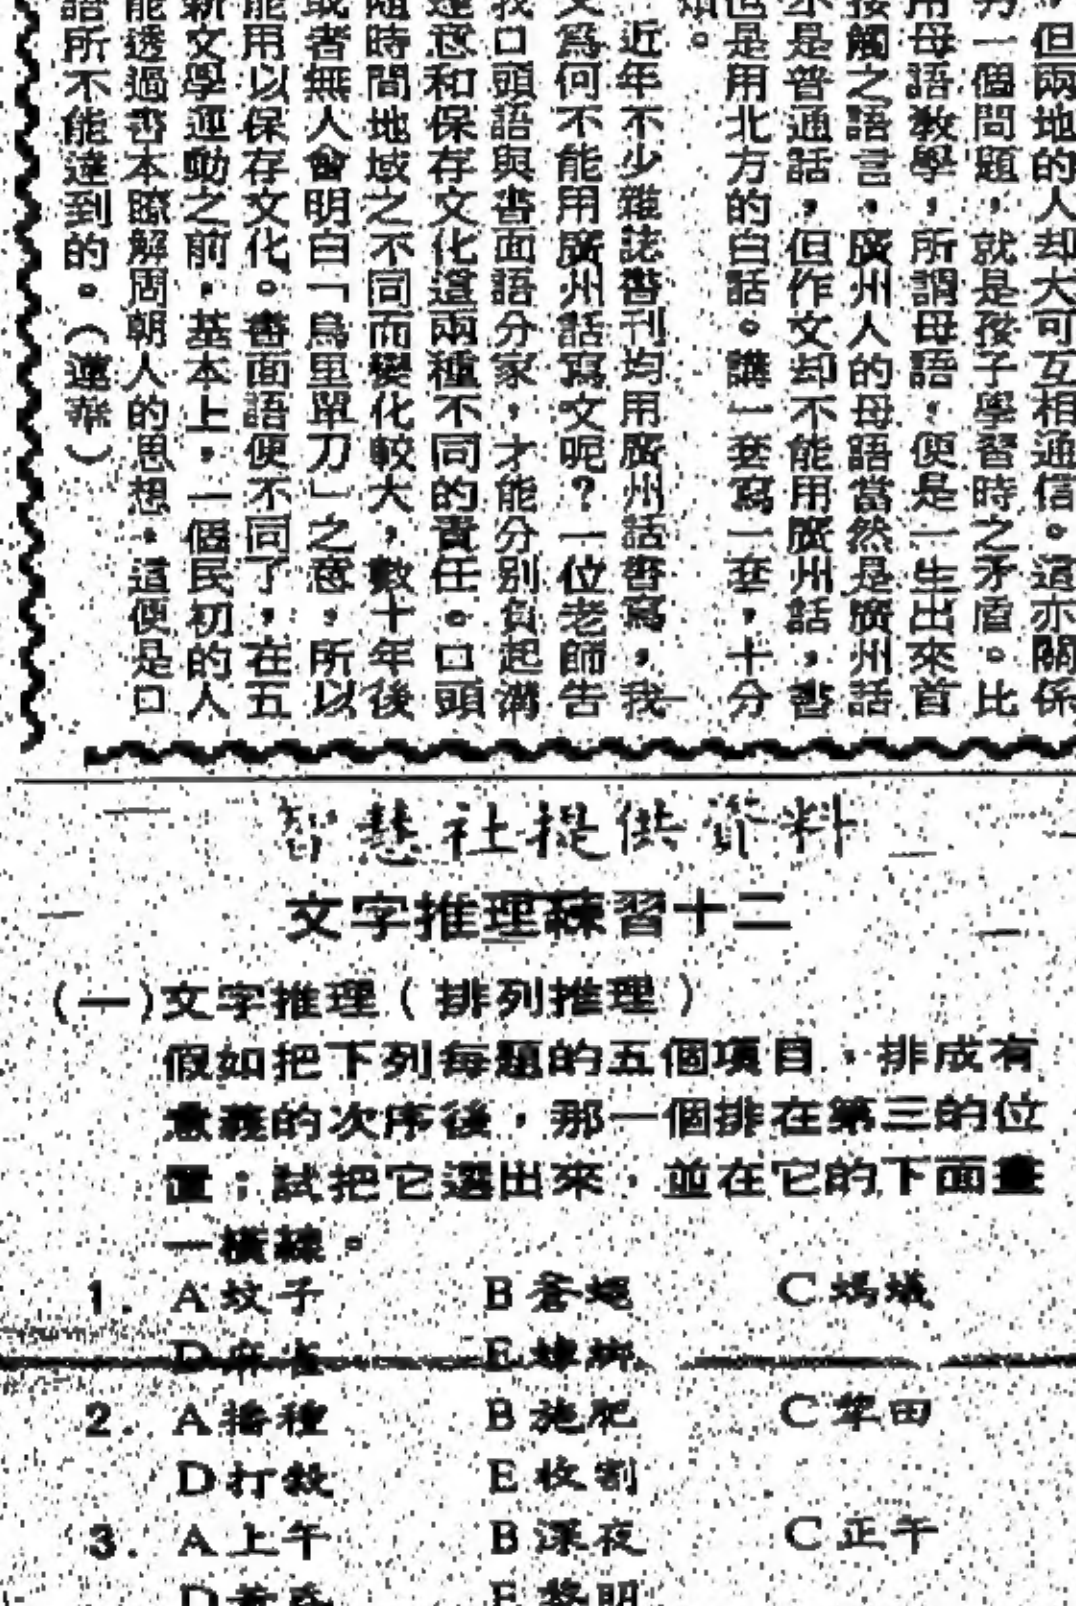 ，但兩地的人却大可互相通信。這亦關係
另一個問題，就是孩子學習時之矛盾。比
用母語教學，所謂母語，便是一生出來首
接觸之語言，廣州人的母語當然是廣州話
不是普通話，但作文却不能用廣州話，書
也是用北方的白話。講一套寫一套，十分
煩。
近年不少雜誌書刊均用廣州話書寫，我
文爲何不能用廣州話寫文呢？一位老師告
我口頭語與書面語分家，才能分別負起溝
達意和保存文化這兩種不同的責任。口頭
隨時間地域之不同而變化較大，數十年後
或者無人會明白「烏里單刀」之意，所以
能用以保存文化。書面語便不同了，在五
新文學運動之前，基本上，一個民初的人
能透過書本瞭解周朝人的思想，這便是口
語所不能達到的。（蓮華）
智慧社提供資料
文字推理練習十二
(一)文字推理（排列推理）
假如把下列每題的五個項目，排成有
意義的次序後，那一個排在第三的位
置；試把它選出來，並在它的下面畫
一橫線。
1. A蚊子 B蒼蠅 C螞蟻
D麻雀 E蟑螂
2. A播種 B施肥 C犂田
D打穀 E收割
3. A上午 B深夜 C正午
D黃昏 E黎明